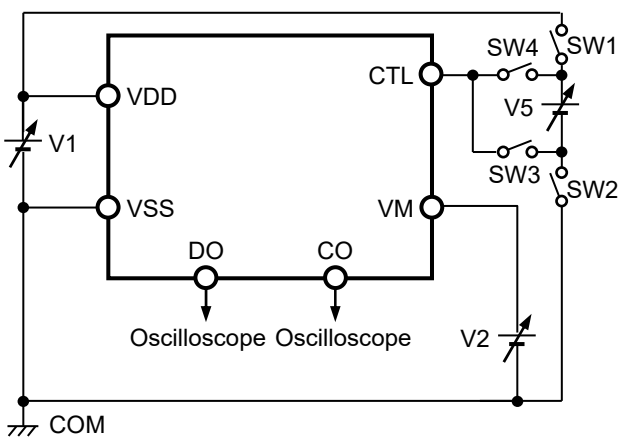 SW1
SW4
CTL
V5
VDD
V1
SW3
SW2
VSS
VM
DO
CO
Oscilloscope
Oscilloscope
V2
COM